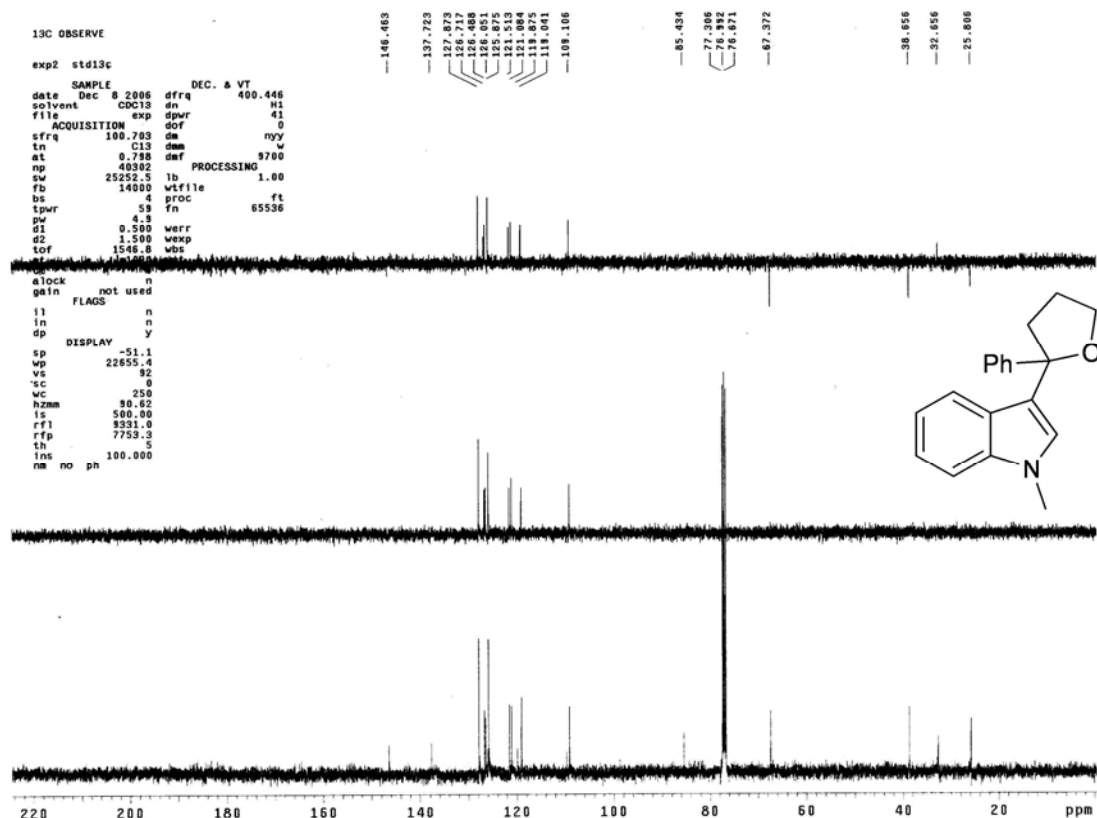 13C OBSERVE
exp2 std13c
SAMPLE DEC. & VT
date Dec 8 2006 dfrq 400.446
solvent CDCl3 dn H1
file exp dpwr 41
ACQUISITION dof 0
sfrq 100.703 dm nyy
tn C13 dmm w
at 0.798 dmf 9700
np 40302 PROCESSING
sw 25252.5 lb 1.00
fb 14000 wtfile
bs 4 proc ft
tpwr 59 fn 65536
pw 4.9
d1 0.500 werr
d2 1.500 wexp
tof 1546.8 wbs
alock n
gain not used
FLAGS
il n
in n
dp y
DISPLAY
sp -51.1
wp 22655.4
vs 92
sc 0
wc 250
hzmm 90.62
is 500.00
rfl 9331.0
rfp 7753.3
th 5
ins 100.000
nm no ph
146.463
137.723
127.873
126.717
126.488
126.051
125.875
121.513
121.084
119.875
119.041
109.106
85.434
77.306
76.992
76.671
67.372
38.656
32.656
25.806
Ph
O
N
220 200 180 160 140 120 100 80 60 40 20 ppm